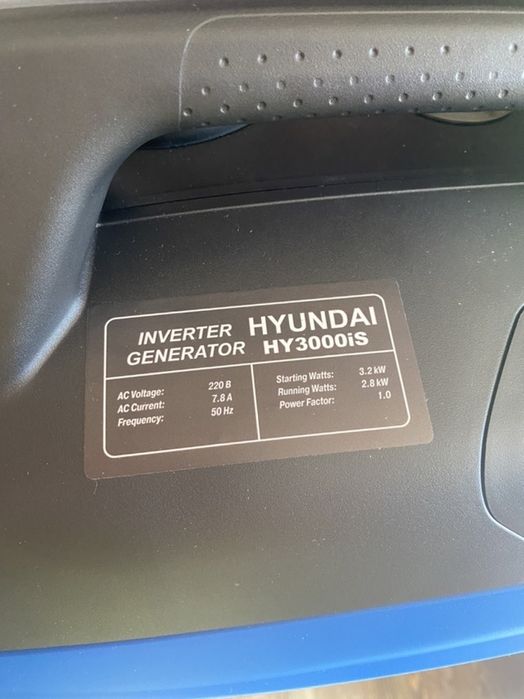 INVERTER GENERATOR
HYUNDAI
HY3000iS
AC Voltage: 220 В
AC Current: 7.8 A
Frequency: 50 Hz
Starting Watts: 3.2 kW
Running Watts: 2.8 kW
Power Factor: 1.0